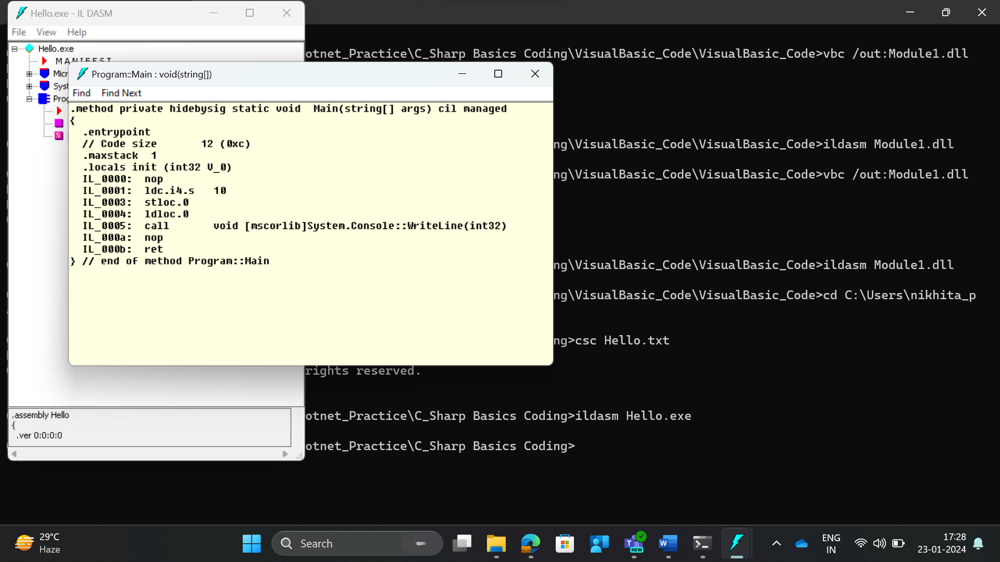 Hello.exe - IL DASM
File View Help
Hello.exe
MANIFEST
Program::Main : void(string[])
Find Find Next
.method private hidebysig static void  Main(string[] args) cil managed
{
  .entrypoint
  // Code size       12 (0xc)
  .maxstack  1
  .locals init (int32 V_0)
  IL_0000:  nop
  IL_0001:  ldc.i4.s   10
  IL_0003:  stloc.0
  IL_0004:  ldloc.0
  IL_0005:  call       void [mscorlib]System.Console::WriteLine(int32)
  IL_000a:  nop
  IL_000b:  ret
} // end of method Program::Main
.assembly Hello
{
.ver 0:0:0:0
otnet_Practice\C_Sharp Basics Coding\VisualBasic_Code\VisualBasic_Code>vbc /out:Module1.dll
ng\VisualBasic_Code\VisualBasic_Code>ildasm Module1.dll
ng\VisualBasic_Code\VisualBasic_Code>vbc /out:Module1.dll
ng\VisualBasic_Code\VisualBasic_Code>ildasm Module1.dll
ng\VisualBasic_Code\VisualBasic_Code>cd C:\Users\nikhita_p
ng>csc Hello.txt
rights reserved.
otnet_Practice\C_Sharp Basics Coding>ildasm Hello.exe
otnet_Practice\C_Sharp Basics Coding>
29°C
Haze
Search
epam
NEW
ENG
IN
17:28
23-01-2024